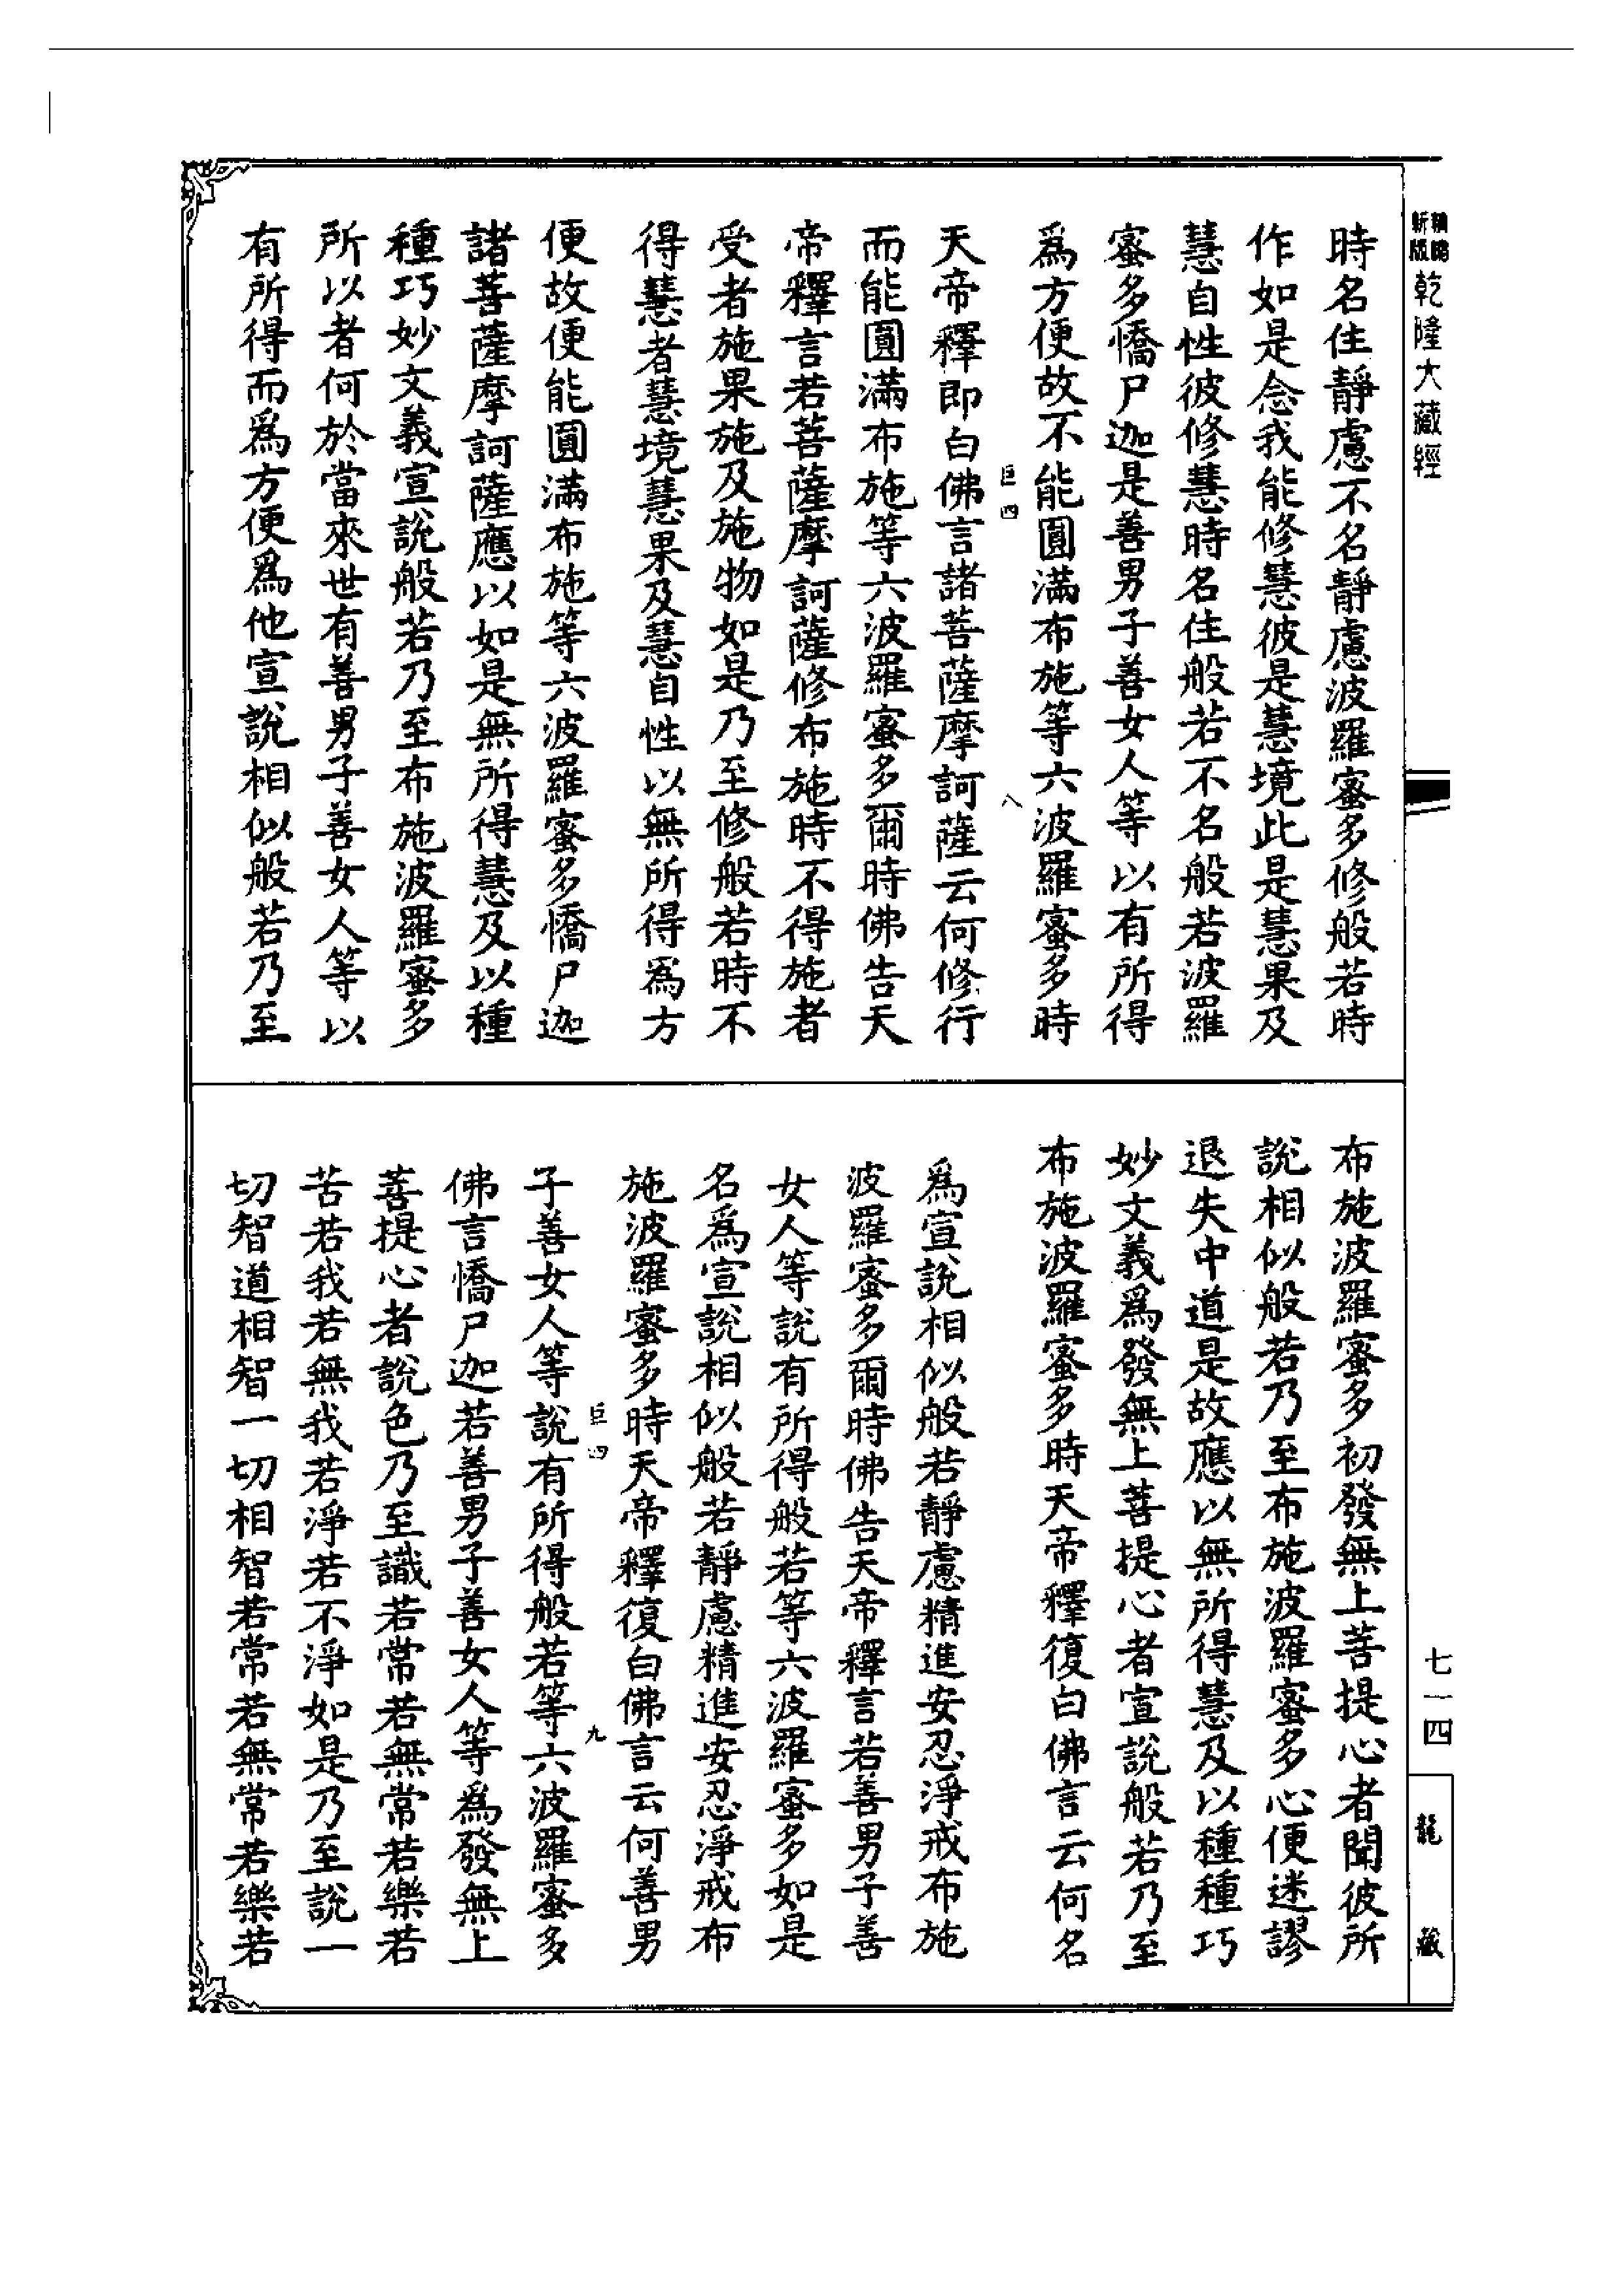 新版
精縮
乾隆大藏經
七一四
龍藏
時名住靜慮不名靜慮波羅蜜多修般若時
作如是念我能修慧彼是慧境此是慧果及
慧自性彼修慧時名住般若不名般若波羅
蜜多憍尸迦是善男子善女人等以有所得
爲方便故不能圓滿布施等六波羅蜜多時
巨四 八
天帝釋即白佛言諸菩薩摩訶薩云何修行
而能圓滿布施等六波羅蜜多爾時佛告天
帝釋言若菩薩摩訶薩修布施時不得施者
受者施果施及施物如是乃至修般若時不
得慧者慧境慧果及慧自性以無所得爲方
便故便能圓滿布施等六波羅蜜多憍尸迦
諸菩薩摩訶薩應以如是無所得慧及以種
種巧妙文義宣說般若乃至布施波羅蜜多
所以者何於當來世有善男子善女人等以
有所得而爲方便爲他宣說相似般若乃至
布施波羅蜜多初發無上菩提心者聞彼所
說相似般若乃至布施波羅蜜多心便迷謬
退失中道是故應以無所得慧及以種種巧
妙文義爲發無上菩提心者宣說般若乃至
布施波羅蜜多時天帝釋復白佛言云何名
爲宣說相似般若靜慮精進安忍淨戒布施
波羅蜜多爾時佛告天帝釋言若善男子善
女人等說有所得般若等六波羅蜜多如是
名爲宣說相似般若靜慮精進安忍淨戒布
施波羅蜜多時天帝釋復白佛言云何善男
巨四 九
子善女人等說有所得般若等六波羅蜜多
佛言憍尸迦若善男子善女人等爲發無上
菩提心者說色乃至識若常若無常若樂若
苦若我若無我若淨若不淨如是乃至說一
切智道相智一切相智若常若無常若樂若